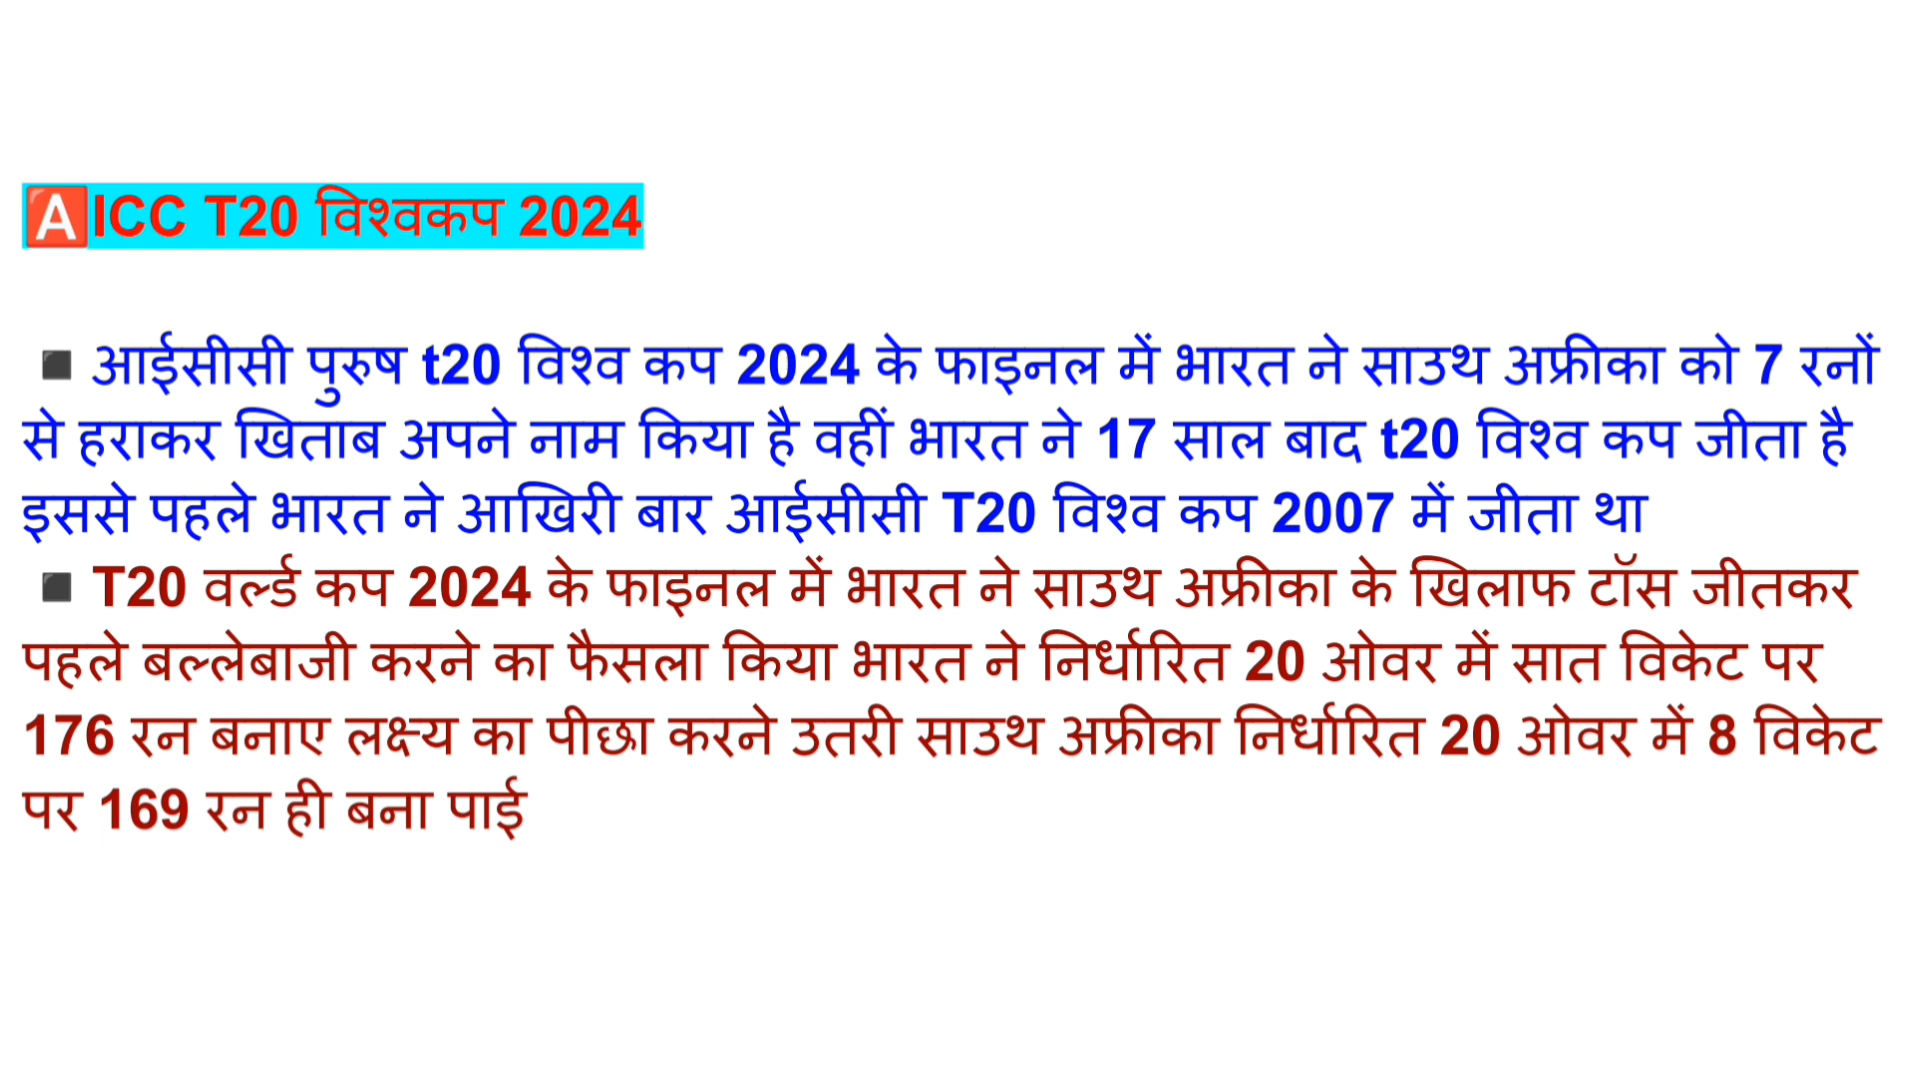 🅰️ICC T20 विश्वकप 2024
▪️आईसीसी पुरुष t20 विश्व कप 2024 के फाइनल में भारत ने साउथ अफ्रीका को 7 रनों
से हराकर खिताब अपने नाम किया है वहीं भारत ने 17 साल बाद t20 विश्व कप जीता है
इससे पहले भारत ने आखिरी बार आईसीसी T20 विश्व कप 2007 में जीता था
▪️T20 वर्ल्ड कप 2024 के फाइनल में भारत ने साउथ अफ्रीका के खिलाफ टॉस जीतकर
पहले बल्लेबाजी करने का फैसला किया भारत ने निर्धारित 20 ओवर में सात विकेट पर
176 रन बनाए लक्ष्य का पीछा करने उतरी साउथ अफ्रीका निर्धारित 20 ओवर में 8 विकेट
पर 169 रन ही बना पाई